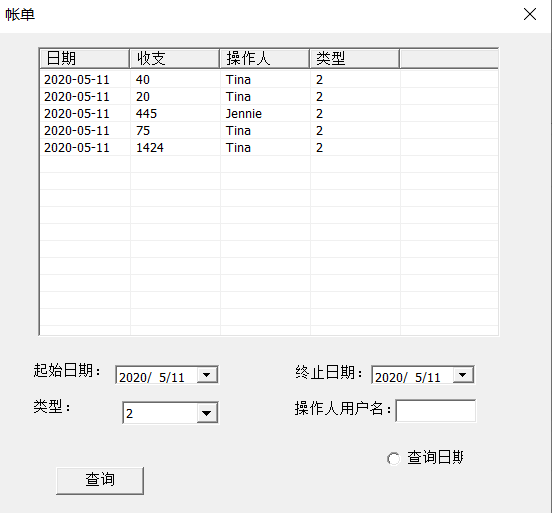 帐单
日期 收支 操作人 类型
2020-05-11 40 Tina 2
2020-05-11 20 Tina 2
2020-05-11 445 Jennie 2
2020-05-11 75 Tina 2
2020-05-11 1424 Tina 2
起始日期： 2020/ 5/11 终止日期： 2020/ 5/11
类型： 2 操作人用户名：
查询日期
查询